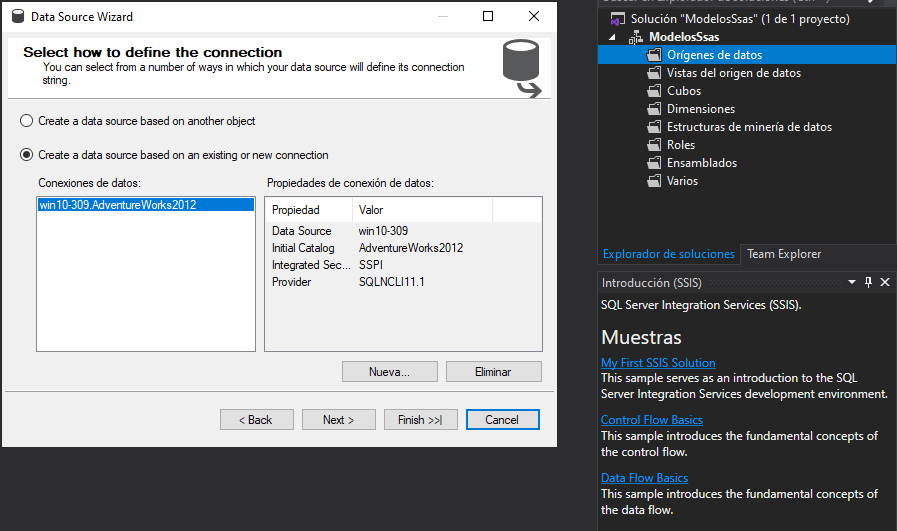 Data Source Wizard
Select how to define the connection
You can select from a number of ways in which your data source will define its connection
string.
Create a data source based on another object
Create a data source based on an existing or new connection
Conexiones de datos:
win10-309.AdventureWorks2012
Propiedades de conexión de datos:
Propiedad Valor
Data Source win10-309
Initial Catalog AdventureWorks2012
Integrated Sec... SSPI
Provider SQLNCLI11.1
Nueva... Eliminar
< Back Next > Finish >>| Cancel
Solución "ModelosSsas" (1 de 1 proyecto)
ModelosSsas
Orígenes de datos
Vistas del origen de datos
Cubos
Dimensiones
Estructuras de minería de datos
Roles
Ensamblados
Varios
Explorador de soluciones Team Explorer
Introducción (SSIS)
SQL Server Integration Services (SSIS).
Muestras
My First SSIS Solution
This sample serves as an introduction to the SQL
Server Integration Services development environment.
Control Flow Basics
This sample introduces the fundamental concepts of
the control flow.
Data Flow Basics
This sample introduces the fundamental concepts of
the data flow.